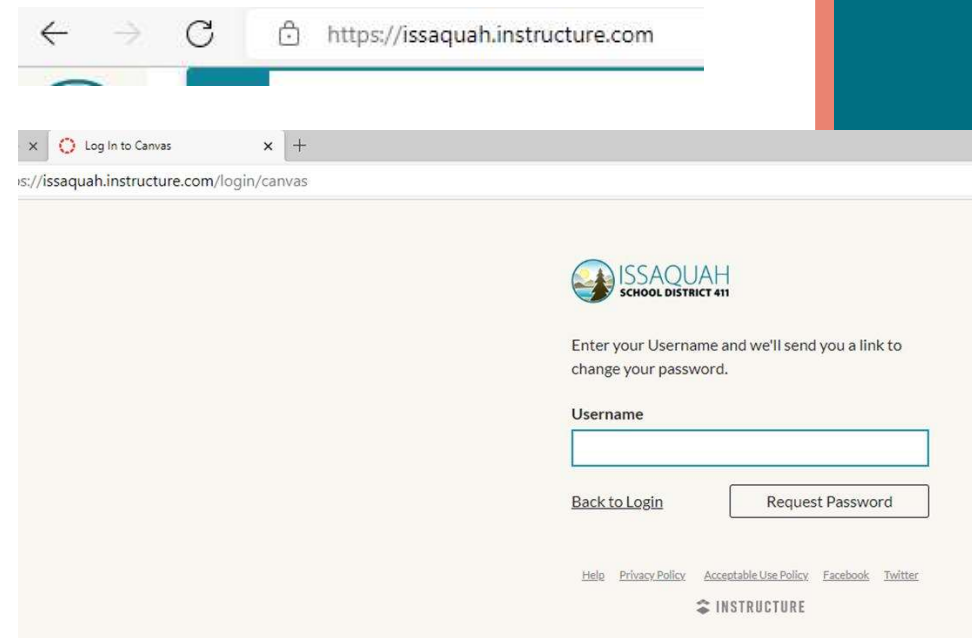 https://issaquah.instructure.com
Log In to Canvas
s://issaquah.instructure.com/login/canvas
ISSAQUAH
SCHOOL DISTRICT 411
Enter your Username and we'll send you a link to
change your password.
Username
Back to Login Request Password
Help Privacy Policy Acceptable Use Policy Facebook Twitter
INSTRUCTURE